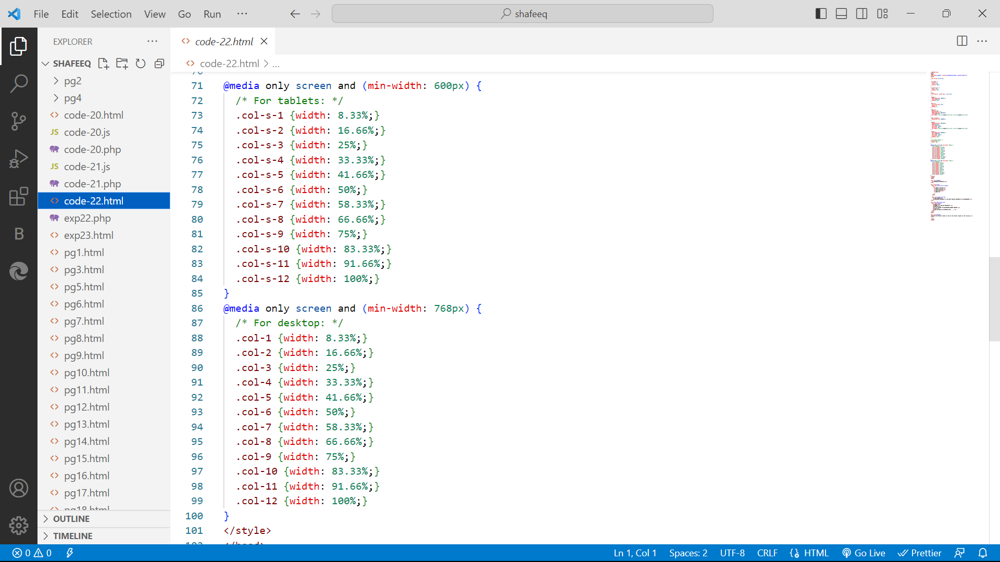 File Edit Selection View Go Run ···
shafeeq
EXPLORER ···
code-22.html
SHAFEEQ
code-22.html > ...
pg2
pg4
code-20.html
JS code-20.js
code-20.php
JS code-21.js
code-21.php
code-22.html
exp22.php
exp23.html
pg1.html
pg3.html
pg5.html
pg6.html
pg7.html
pg8.html
pg9.html
pg10.html
pg11.html
pg12.html
pg13.html
pg14.html
pg15.html
pg16.html
pg17.html
pg18.html
OUTLINE
TIMELINE
B
70
71 @media only screen and (min-width: 600px) {
72 /* For tablets: */
73 .col-s-1 {width: 8.33%;}
74 .col-s-2 {width: 16.66%;}
75 .col-s-3 {width: 25%;}
76 .col-s-4 {width: 33.33%;}
77 .col-s-5 {width: 41.66%;}
78 .col-s-6 {width: 50%;}
79 .col-s-7 {width: 58.33%;}
80 .col-s-8 {width: 66.66%;}
81 .col-s-9 {width: 75%;}
82 .col-s-10 {width: 83.33%;}
83 .col-s-11 {width: 91.66%;}
84 .col-s-12 {width: 100%;}
85 }
86 @media only screen and (min-width: 768px) {
87 /* For desktop: */
88 .col-1 {width: 8.33%;}
89 .col-2 {width: 16.66%;}
90 .col-3 {width: 25%;}
91 .col-4 {width: 33.33%;}
92 .col-5 {width: 41.66%;}
93 .col-6 {width: 50%;}
94 .col-7 {width: 58.33%;}
95 .col-8 {width: 66.66%;}
96 .col-9 {width: 75%;}
97 .col-10 {width: 83.33%;}
98 .col-11 {width: 91.66%;}
99 .col-12 {width: 100%;}
100 }
101 </style>
102 </head>
0 0 Ln 1, Col 1 Spaces: 2 UTF-8 CRLF HTML Go Live Prettier